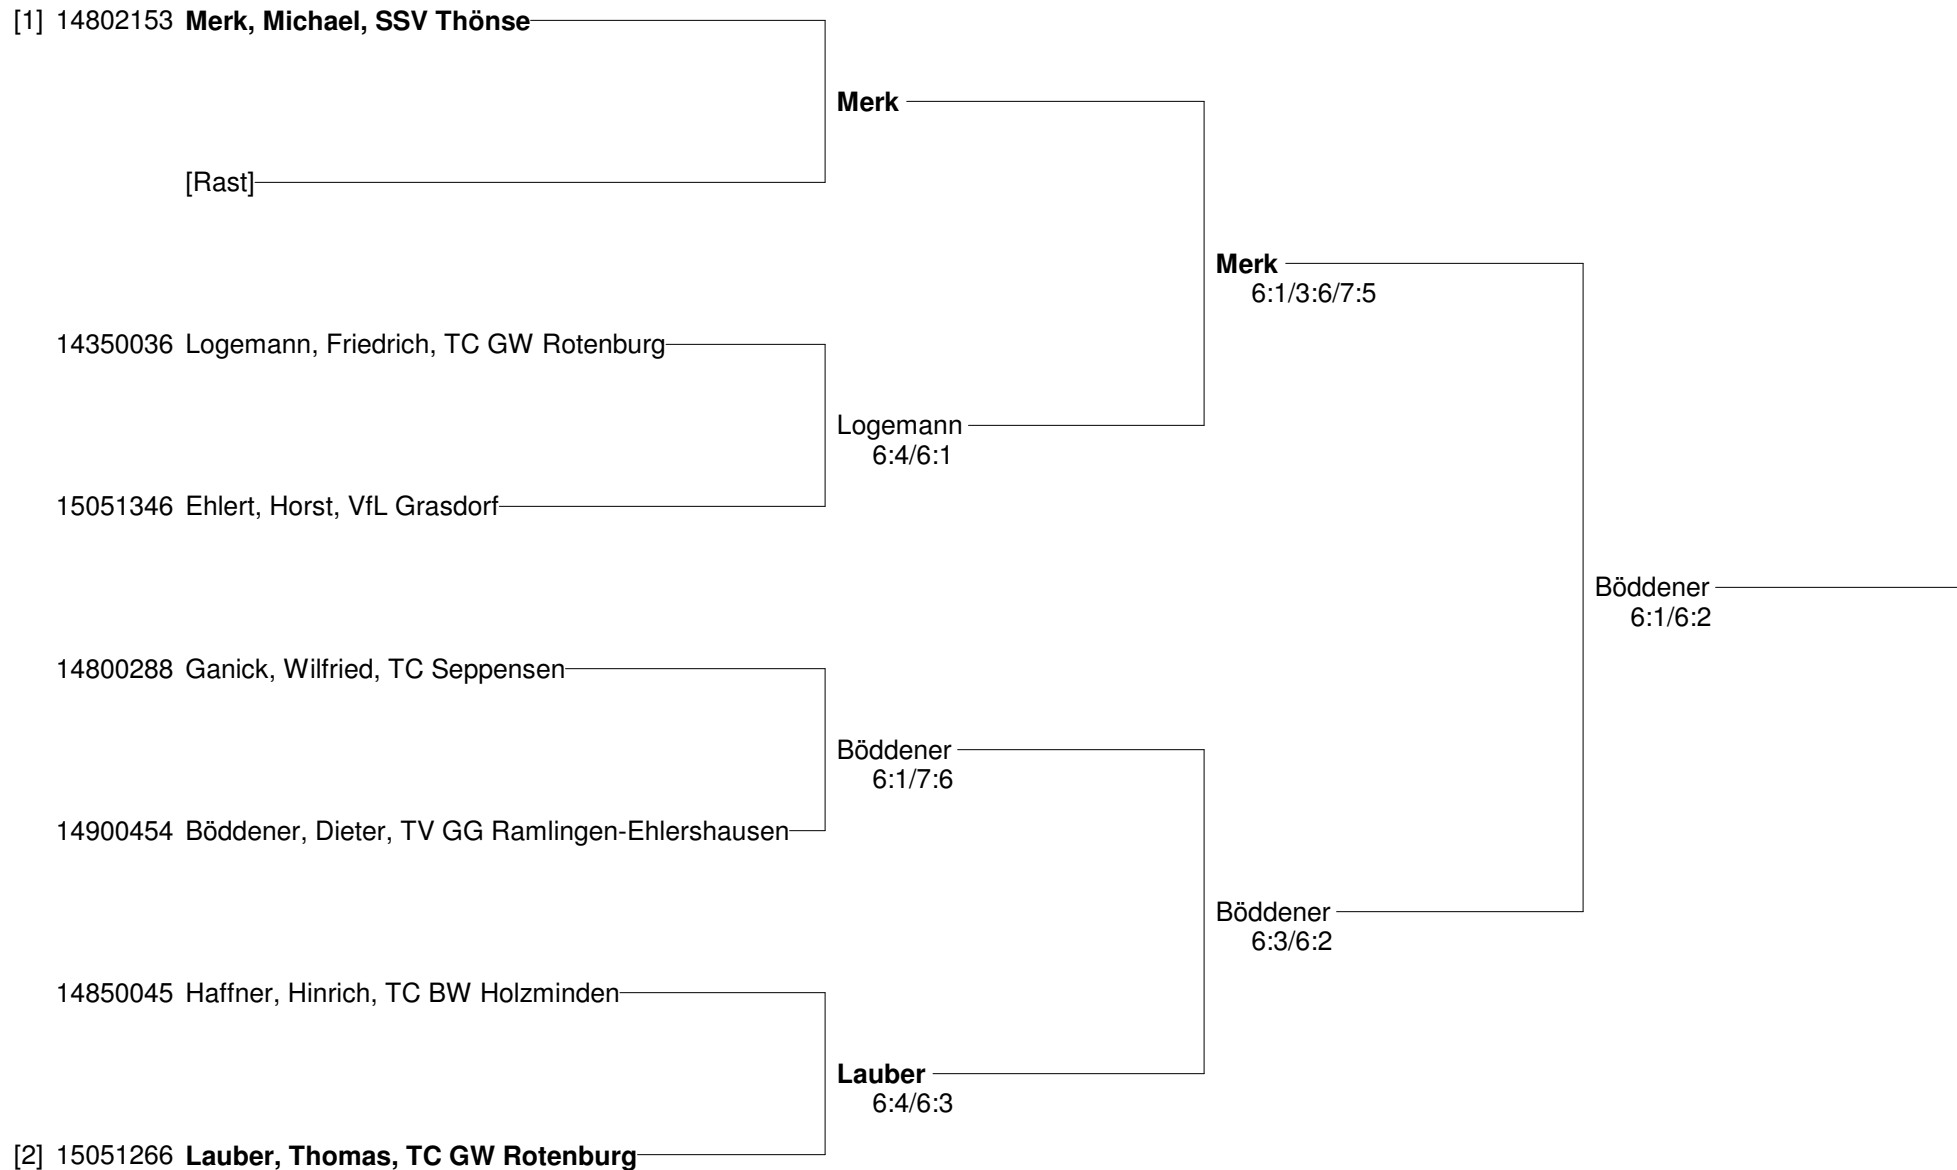 [1] 14802153 Merk, Michael, SSV Thönse
Merk
[Rast]
Merk
6:1/3:6/7:5
14350036 Logemann, Friedrich, TC GW Rotenburg
Logemann
6:4/6:1
15051346 Ehlert, Horst, VfL Grasdorf
Böddener
6:1/6:2
14800288 Ganick, Wilfried, TC Seppensen
Böddener
6:1/7:6
14900454 Böddener, Dieter, TV GG Ramlingen-Ehlershausen
Böddener
6:3/6:2
14850045 Haffner, Hinrich, TC BW Holzminden
Lauber
6:4/6:3
[2] 15051266 Lauber, Thomas, TC GW Rotenburg